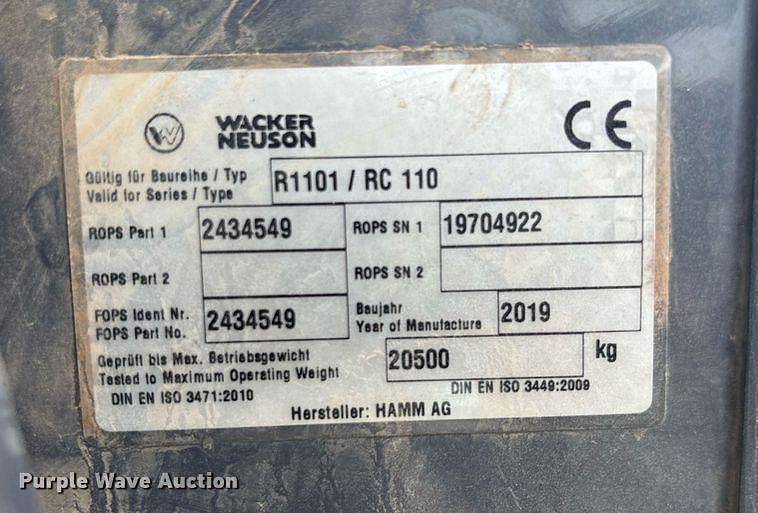 WACKER
NEUSON
CE
Gültig für Baureihe / Typ
Valid for Series / Type
R1101 / RC 110
ROPS Part 1 2434549 ROPS SN 1 19704922
ROPS Part 2 ROPS SN 2
FOPS Ident Nr.
FOPS Part No.
2434549
Baujahr
Year of Manufacture
2019
Geprüft bis Max. Betriebsgewicht
Tested to Maximum Operating Weight
20500 kg
DIN EN ISO 3471:2010 DIN EN ISO 3449:2009
Hersteller: HAMM AG
Purple Wave Auction